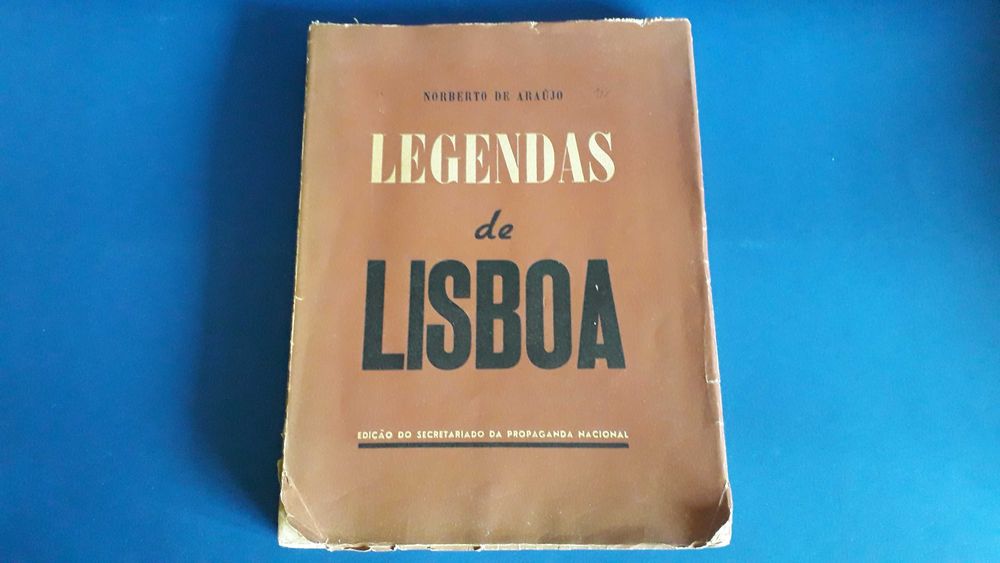 NORBERTO DE ARAÚJO
LEGENDAS
de
LISBOA
EDIÇÃO DO SECRETARIADO DA PROPAGANDA NACIONAL